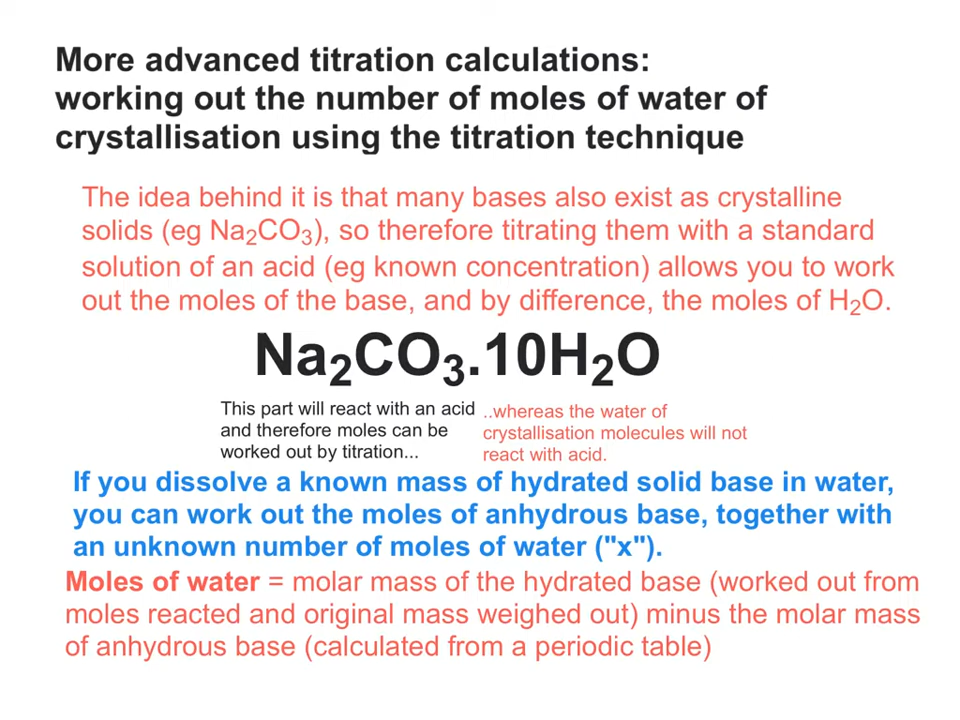 More advanced titration calculations:
working out the number of moles of water of
crystallisation using the titration technique
The idea behind it is that many bases also exist as crystalline
solids (eg Na₂CO₃), so therefore titrating them with a standard
solution of an acid (eg known concentration) allows you to work
out the moles of the base, and by difference, the moles of H₂O.
Na₂CO₃.10H₂O
This part will react with an acid
and therefore moles can be
worked out by titration...
..whereas the water of
crystallisation molecules will not
react with acid.
If you dissolve a known mass of hydrated solid base in water,
you can work out the moles of anhydrous base, together with
an unknown number of moles of water ("x").
Moles of water = molar mass of the hydrated base (worked out from
moles reacted and original mass weighed out) minus the molar mass
of anhydrous base (calculated from a periodic table)